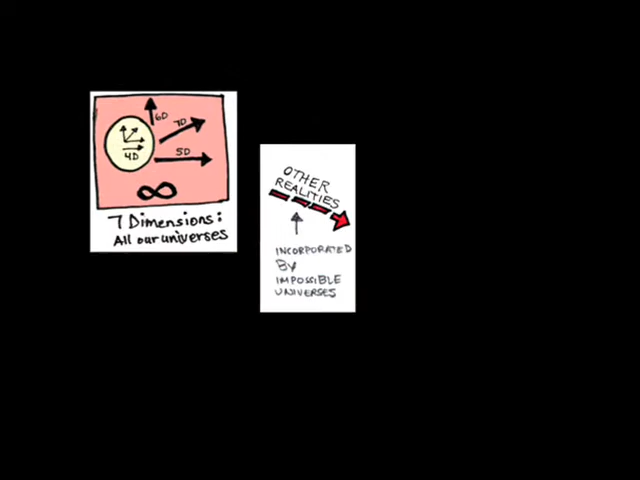 6D
7D
5D
4D
∞
7 Dimensions:
All our universes
OTHER
REALITIES
INCORPORATED
By
IMPOSSIBLE
UNIVERSES